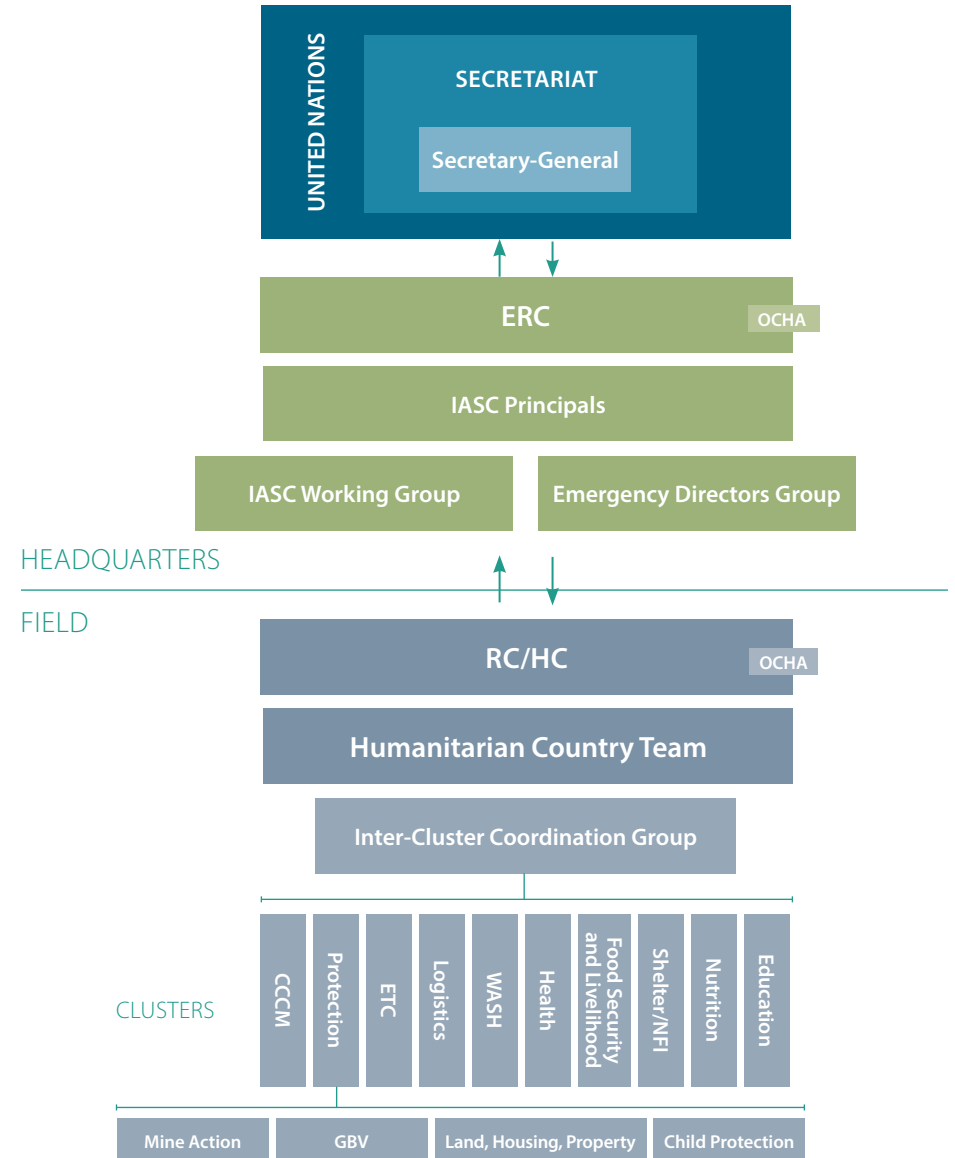 UNITED NATIONS
SECRETARIAT
Secretary-General
ERC
OCHA
IASC Principals
IASC Working Group
Emergency Directors Group
HEADQUARTERS
FIELD
RC/HC
OCHA
Humanitarian Country Team
Inter-Cluster Coordination Group
CLUSTERS
CCCM
Protection
ETC
Logistics
WASH
Health
Food Security
and Livelihood
Shelter/NFI
Nutrition
Education
Mine Action
GBV
Land, Housing, Property
Child Protection